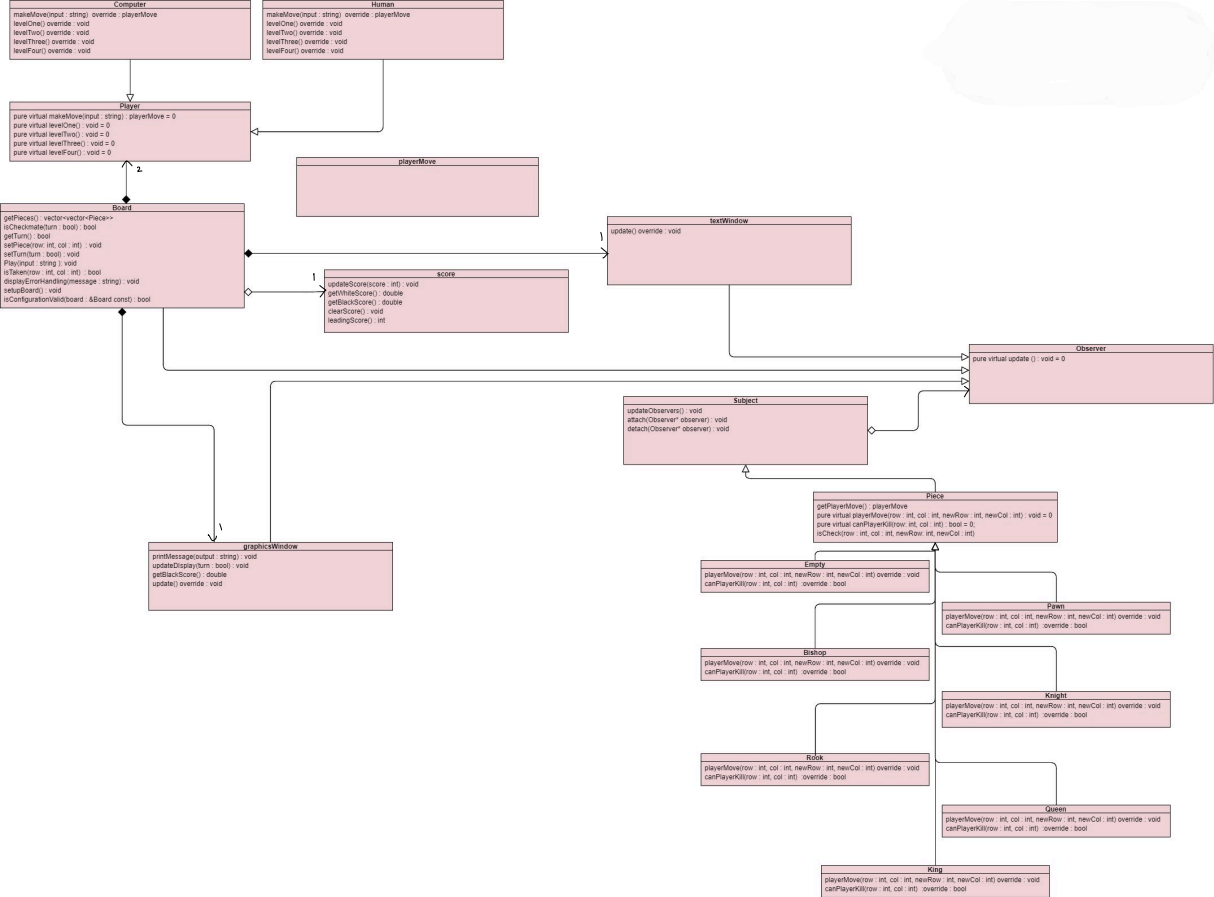 Computer
makeMove(input : string) override : playerMove
levelOne() override : void
levelTwo() override : void
levelThree() override : void
levelFour() override : void
Human
makeMove(input : string) override : playerMove
levelOne() override : void
levelTwo() override : void
levelThree() override : void
levelFour() override : void
Player
pure virtual makeMove(input : string) : playerMove = 0
pure virtual levelOne() : void = 0
pure virtual levelTwo() : void = 0
pure virtual levelThree() : void = 0
pure virtual levelFour() : void = 0
2
playerMove
Board
getPieces() : vector<vector<Piece>>
isCheckmate(turn : bool) : bool
getTurn() : bool
setPiece(row: int, col : int) : void
setTurn(turn : bool) : void
Play(input : string ): void
isTaken(row : int, col : int) : bool
displayErrorHandling(message : string) : void
setupBoard() : void
isConfigurationValid(board : &Board const) : bool
textWindow
update() override : void
1
score
updateScore(score : int) : void
getWhiteScore() : double
getBlackScore() : double
clearScore() : void
leadingScore() : int
1
Observer
pure virtual update () : void = 0
Subject
updateObservers() : void
attach(Observer* observer) : void
detach(Observer* observer) : void
Piece
getPlayerMove() : playerMove
pure virtual playerMove(row : int, col : int, newRow : int, newCol : int) : void = 0
pure virtual canPlayerKill(row: int, col : int) : bool = 0;
isCheck(row : int, col : int, newRow: int, newCol : int)
1
graphicsWindow
printMessage(output : string) : void
updateDisplay(turn : bool) : void
getBlackScore() : double
update() override : void
Empty
playerMove(row : int, col : int, newRow : int, newCol : int) override : void
canPlayerKill(row : int, col : int) :override : bool
Pawn
playerMove(row : int, col : int, newRow : int, newCol : int) override : void
canPlayerKill(row : int, col : int) :override : bool
Bishop
playerMove(row : int, col : int, newRow : int, newCol : int) override : void
canPlayerKill(row : int, col : int) :override : bool
Knight
playerMove(row : int, col : int, newRow : int, newCol : int) override : void
canPlayerKill(row : int, col : int) :override : bool
Rook
playerMove(row : int, col : int, newRow : int, newCol : int) override : void
canPlayerKill(row : int, col : int) :override : bool
Queen
playerMove(row : int, col : int, newRow : int, newCol : int) override : void
canPlayerKill(row : int, col : int) :override : bool
King
playerMove(row : int, col : int, newRow : int, newCol : int) override : void
canPlayerKill(row : int, col : int) :override : bool